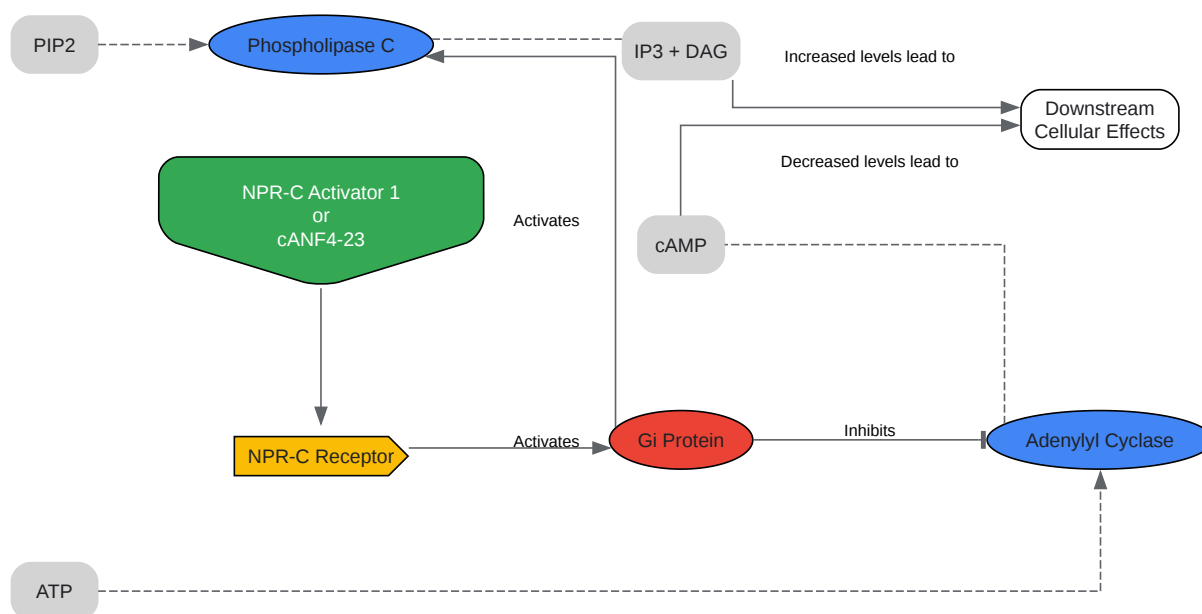 PIP2
Phospholipase C
IP3 + DAG
Increased levels lead to
Downstream
Cellular Effects
Decreased levels lead to
NPR-C Activator 1
or
cANF4-23
Activates
cAMP
NPR-C Receptor
Activates
Gi Protein
Inhibits
Adenylyl Cyclase
ATP